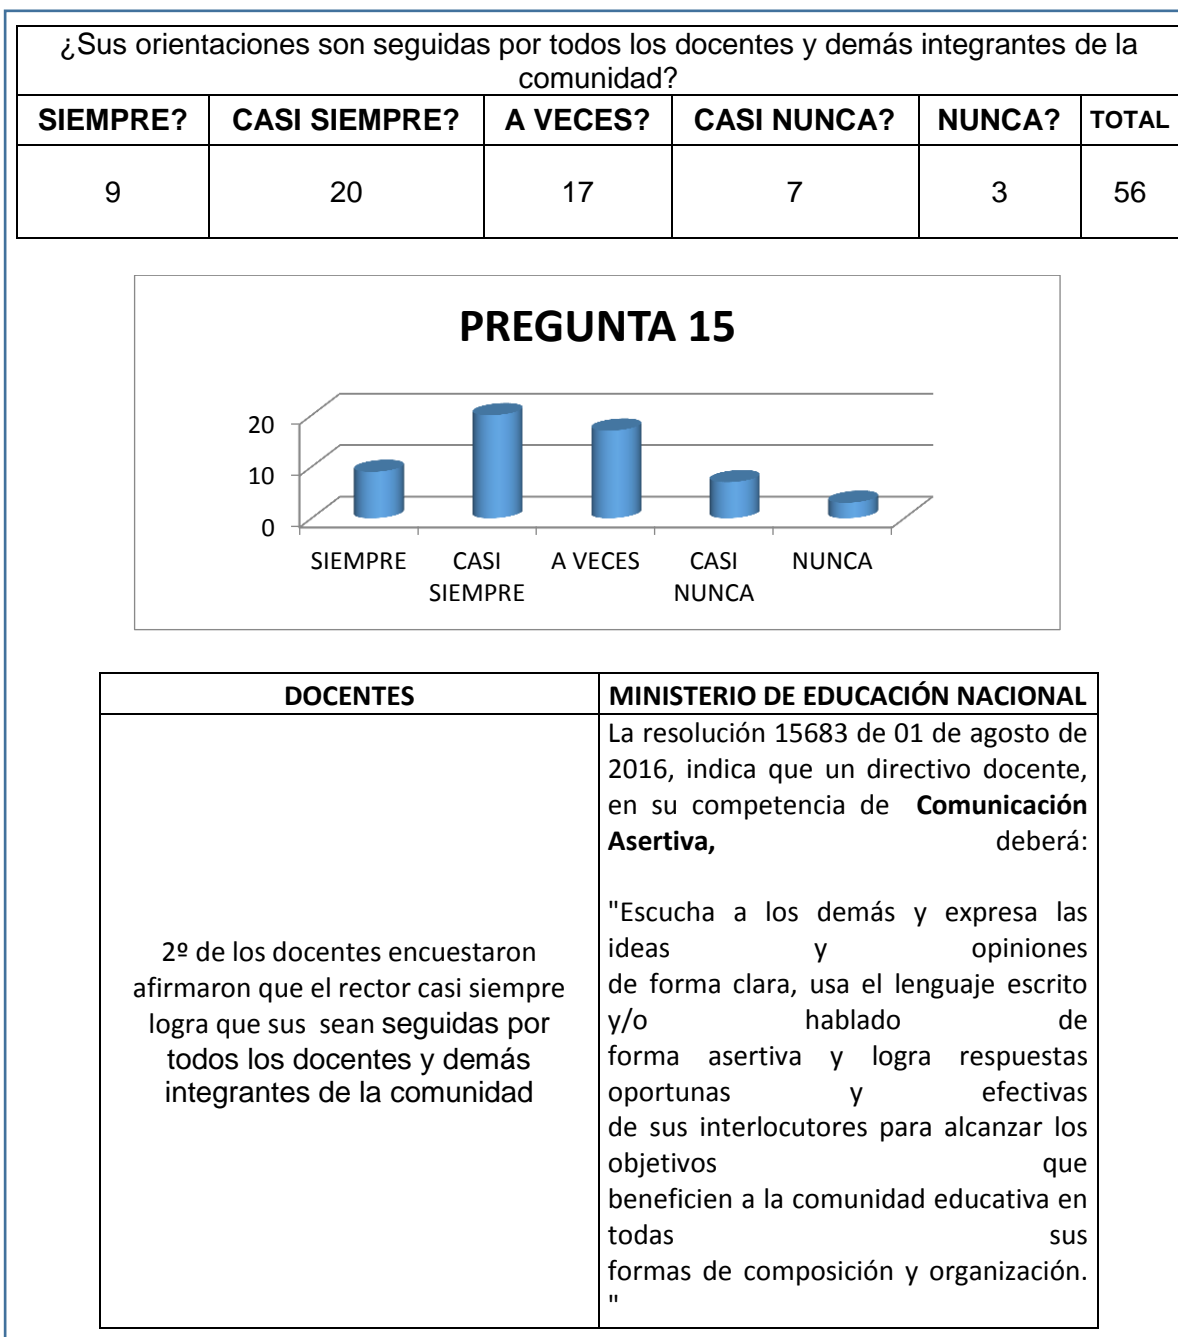 ¿Sus orientaciones son seguidas por todos los docentes y demás integrantes de la
comunidad?
SIEMPRE? CASI SIEMPRE? A VECES? CASI NUNCA? NUNCA? TOTAL
9 20 17 7 3 56
PREGUNTA 15
20
10
0
SIEMPRE CASI SIEMPRE A VECES CASI NUNCA NUNCA
DOCENTES
2º de los docentes encuestaron
afirmaron que el rector casi siempre
logra que sus sean seguidas por
todos los docentes y demás
integrantes de la comunidad
MINISTERIO DE EDUCACIÓN NACIONAL
La resolución 15683 de 01 de agosto de
2016, indica que un directivo docente,
en su competencia de Comunicación
Asertiva, deberá:
"Escucha a los demás y expresa las
ideas y opiniones
de forma clara, usa el lenguaje escrito
y/o hablado de
forma asertiva y logra respuestas
oportunas y efectivas
de sus interlocutores para alcanzar los
objetivos que
beneficien a la comunidad educativa en
todas sus
formas de composición y organización.
"